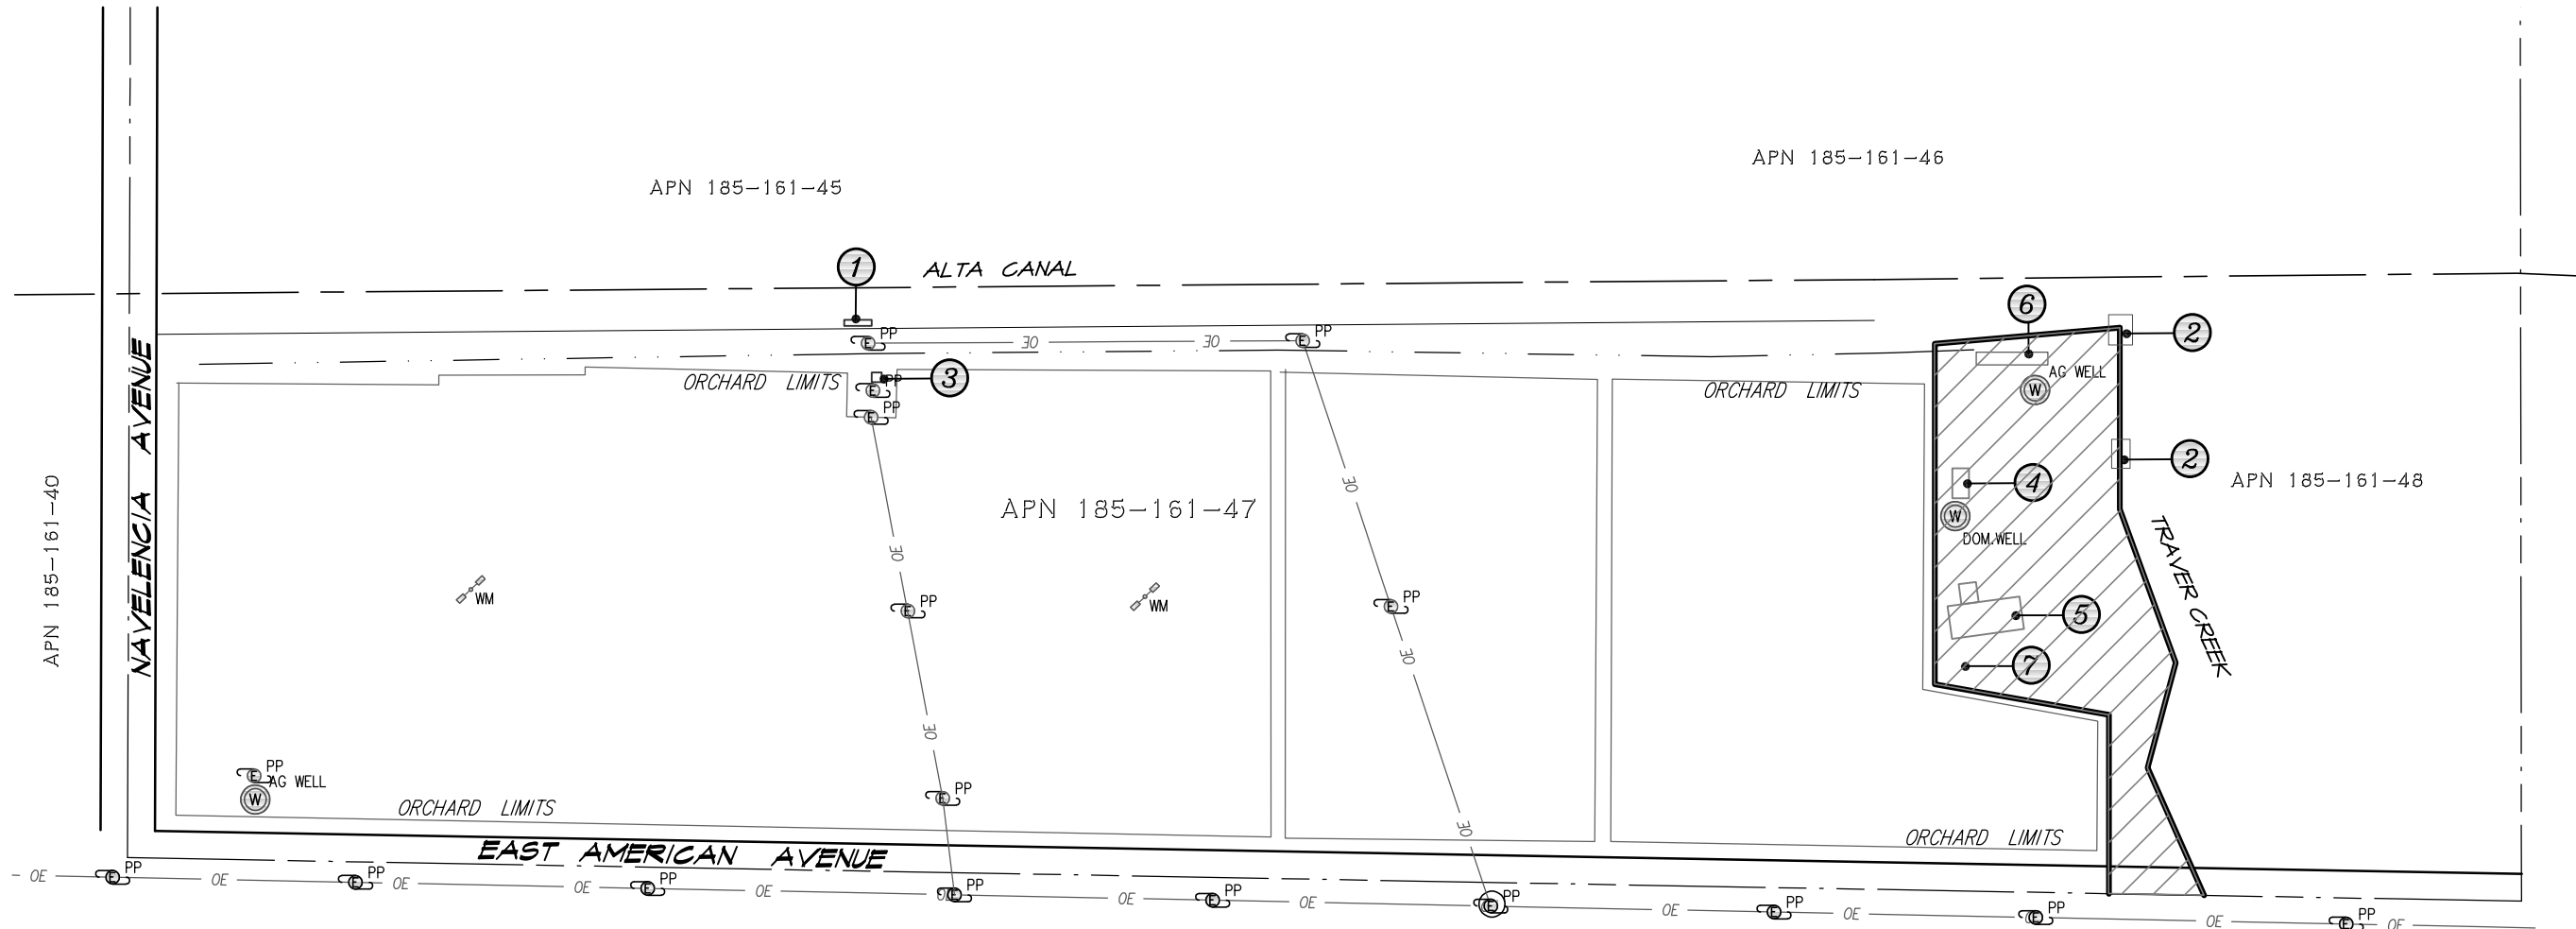 APN 185-161-46
APN 185-161-45
1
ALTA CANAL
6
2
PP
PP
OE
OE
3
PP
ORCHARD LIMITS
ORCHARD LIMITS
AG WELL
W
E
E
E
PP
E
2
4
APN 185-161-48
APN 185-161-40
NAVELENCIA AVENUE
APN 185-161-47
OE
W
DOM.WELL
TRAVER CREEK
OE
WM
WM
PP
E
PP
E
5
OE
7
OE
PP
E
AG WELL
W
PP
E
ORCHARD LIMITS
OE
ORCHARD LIMITS
EAST AMERICAN AVENUE
OE
E
PP
OE
E
PP
OE
OE
E
PP
OE
OE
E
PP
OE
E
PP
OE
E
PP
OE
E
PP
OE
E
PP
OE
E
PP
OE